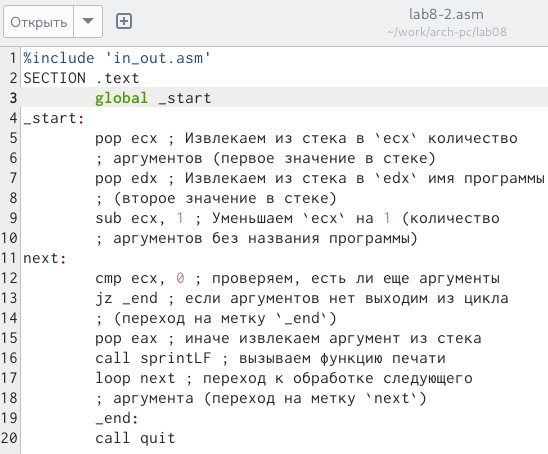 Открыть
lab8-2.asm
~/work/arch-pc/lab08
1 %include 'in_out.asm'
2 SECTION .text
3 global _start
4 _start:
5 pop ecx ; Извлекаем из стека в `ecx` количество
6 ; аргументов (первое значение в стеке)
7 pop edx ; Извлекаем из стека в `edx` имя программы
8 ; (второе значение в стеке)
9 sub ecx, 1 ; Уменьшаем `ecx` на 1 (количество
10 ; аргументов без названия программы)
11 next:
12 cmp ecx, 0 ; проверяем, есть ли еще аргументы
13 jz _end ; если аргументов нет выходим из цикла
14 ; (переход на метку `_end`)
15 pop eax ; иначе извлекаем аргумент из стека
16 call sprintLF ; вызываем функцию печати
17 loop next ; переход к обработке следующего
18 ; аргумента (переход на метку `next`)
19 _end:
20 call quit